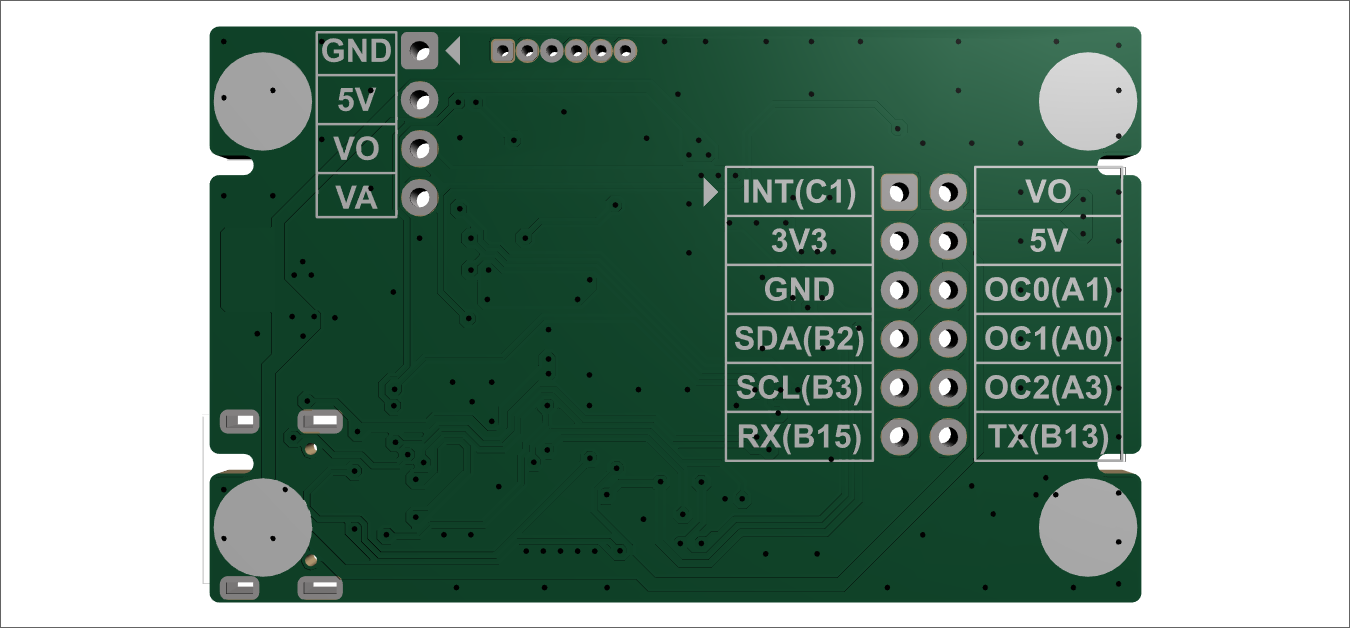 GND
5V
VO
VA
INT(C1) VO
3V3 5V
GND OC0(A1)
SDA(B2) OC1(A0)
SCL(B3) OC2(A3)
RX(B15) TX(B13)